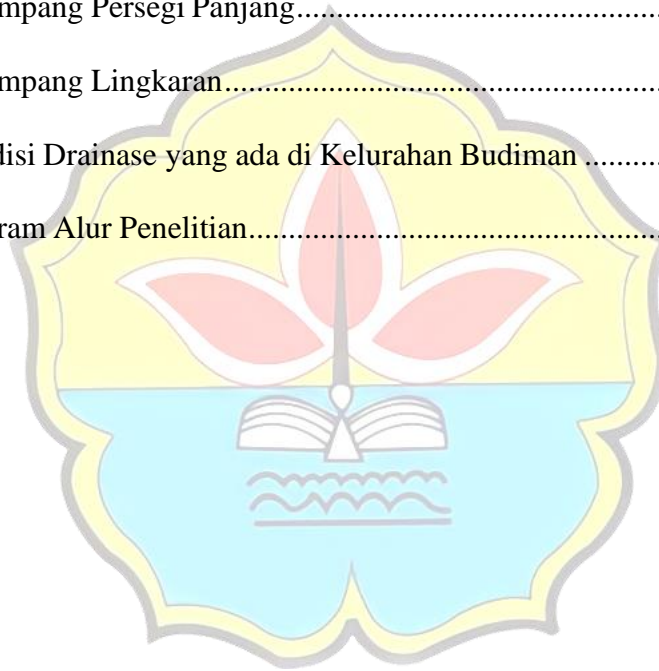 mpang Persegi Panjang
mpang Lingkaran
disi Drainase yang ada di Kelurahan Budiman
ram Alur Penelitian